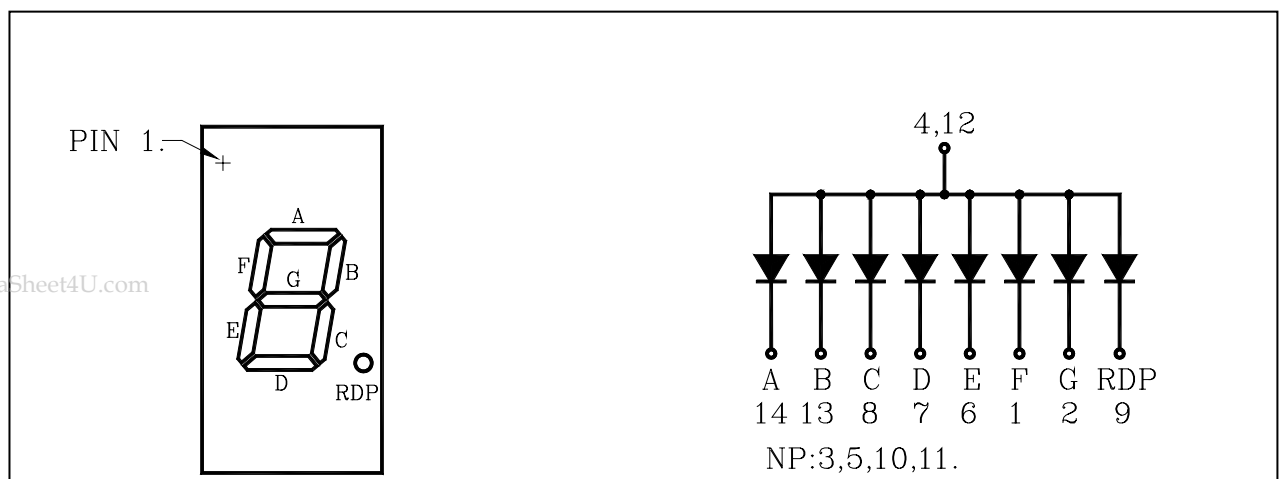 4,12
PIN 1.
A
F
B
G
aSheet4U.com
E
C
D
RDP
A B C D E F G RDP
14 13 8 7 6 1 2 9
NP:3,5,10,11.